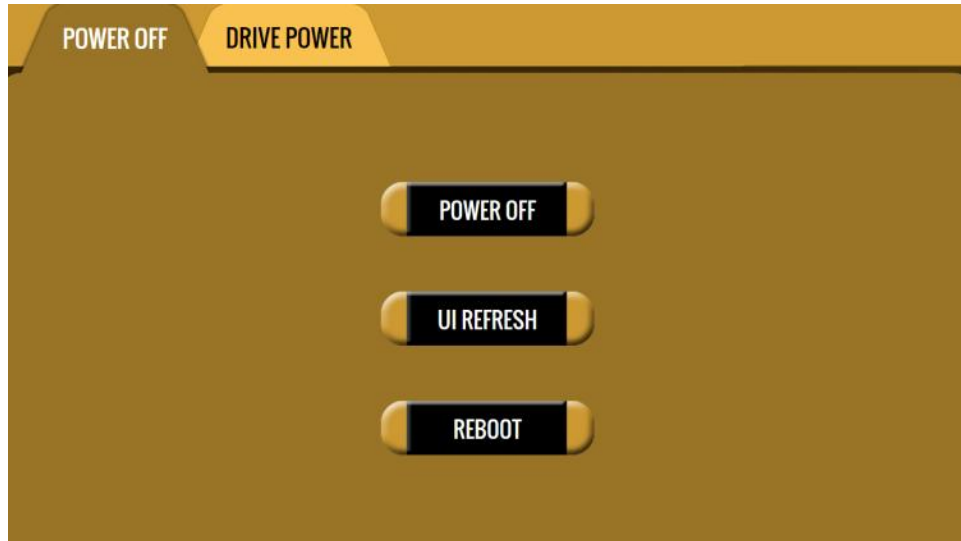 POWER OFF DRIVE POWER
POWER OFF
UI REFRESH
REBOOT